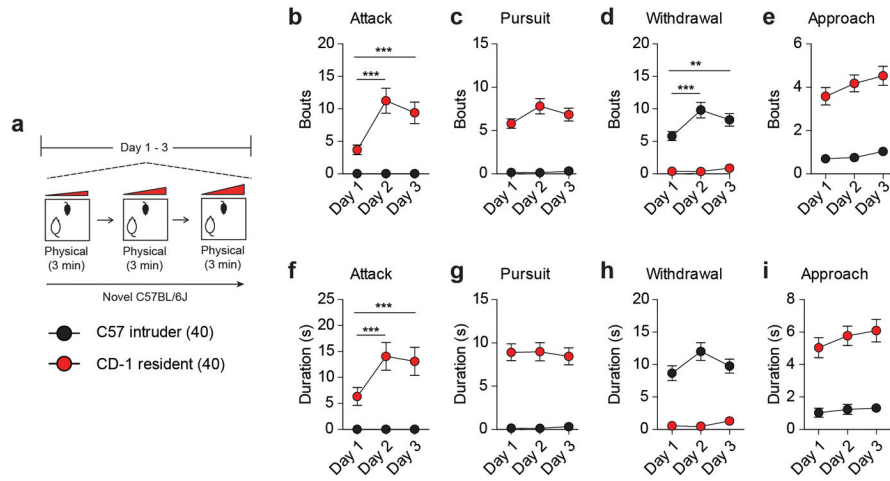 a
Day 1 - 3
Physical
(3 min)
Physical
(3 min)
Physical
(3 min)
Novel C57BL/6J
C57 intruder (40)
CD-1 resident (40)
b
Attack
Bouts
20
15
10
5
0
***
***
Day 1
Day 2
Day 3
c
Pursuit
Bouts
15
10
5
0
Day 1
Day 2
Day 3
d
Withdrawal
Bouts
20
15
10
5
0
**
***
Day 1
Day 2
Day 3
e
Approach
Bouts
6
4
2
0
Day 1
Day 2
Day 3
f
Attack
Duration (s)
25
20
15
10
5
0
***
***
Day 1
Day 2
Day 3
g
Pursuit
Duration (s)
20
15
10
5
0
Day 1
Day 2
Day 3
h
Withdrawal
Duration (s)
20
15
10
5
0
Day 1
Day 2
Day 3
i
Approach
Duration (s)
8
6
4
2
0
Day 1
Day 2
Day 3